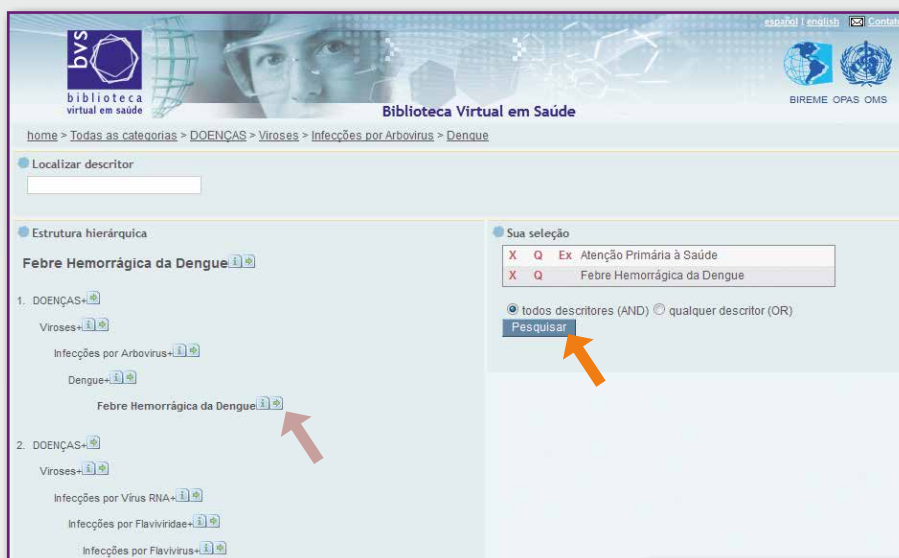 español | english Contato
bvs
biblioteca
virtual em saúde
Biblioteca Virtual em Saúde
BIREME OPAS OMS
home > Todas as categorias > DOENÇAS > Viroses > Infecções por Arbovirus > Dengue
Localizar descritor
Estrutura hierárquica
Febre Hemorrágica da Dengue i
1. DOENÇAS+
Viroses+ i
Infecções por Arbovirus+ i
Dengue+ i
Febre Hemorrágica da Dengue i
2. DOENÇAS+
Viroses+ i
Infecções por Vírus RNA+ i
Infecções por Flaviviridae+ i
Infecções por Flavivirus+ i
Sua seleção
X Q Ex Atenção Primária à Saúde
X Q Febre Hemorrágica da Dengue
todos descritores (AND) qualquer descritor (OR)
Pesquisar